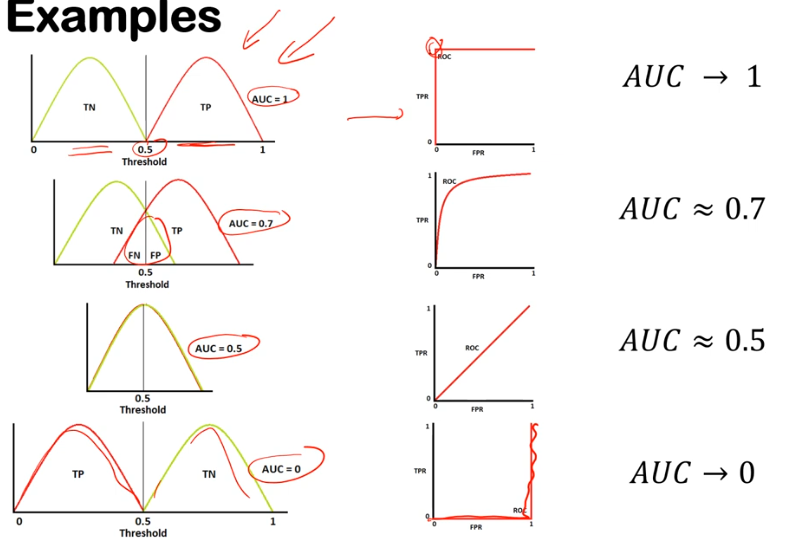 Examples
TN
TP
AUC = 1
0
0.5
1
Threshold
ROC
TPR
0
FPR
1
AUC → 1
TN
TP
AUC = 0.7
FN
FP
0.5
Threshold
1
ROC
TPR
0
0
FPR
1
AUC ≈ 0.7
AUC = 0.5
0.5
Threshold
1
ROC
TPR
0
0
FPR
1
AUC ≈ 0.5
TP
TN
AUC = 0
0
0.5
1
Threshold
1
TPR
0
0
FPR
1
AUC → 0